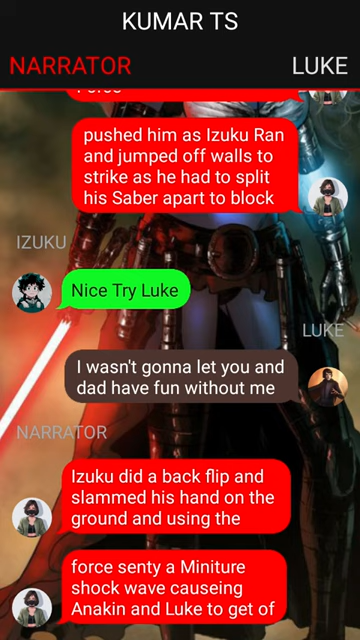 KUMAR TS
NARRATOR LUKE
pushed him as Izuku Ran
and jumped off walls to
strike as he had to split
his Saber apart to block
IZUKU
Nice Try Luke
LUKE
I wasn't gonna let you and
dad have fun without me
NARRATOR
Izuku did a back flip and
slammed his hand on the
ground and using the
force senty a Miniture
shock wave causeing
Anakin and Luke to get of